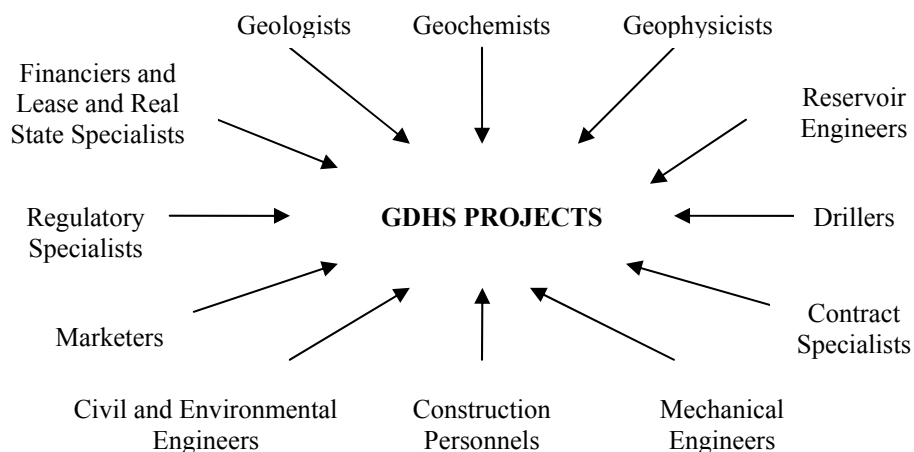 Geologists
Geochemists
Geophysicists
Financiers and
Lease and Real
State Specialists
Reservoir
Engineers
Regulatory
Specialists
GDHS PROJECTS
Drillers
Marketers
Contract
Specialists
Civil and Environmental
Engineers
Construction
Personnels
Mechanical
Engineers